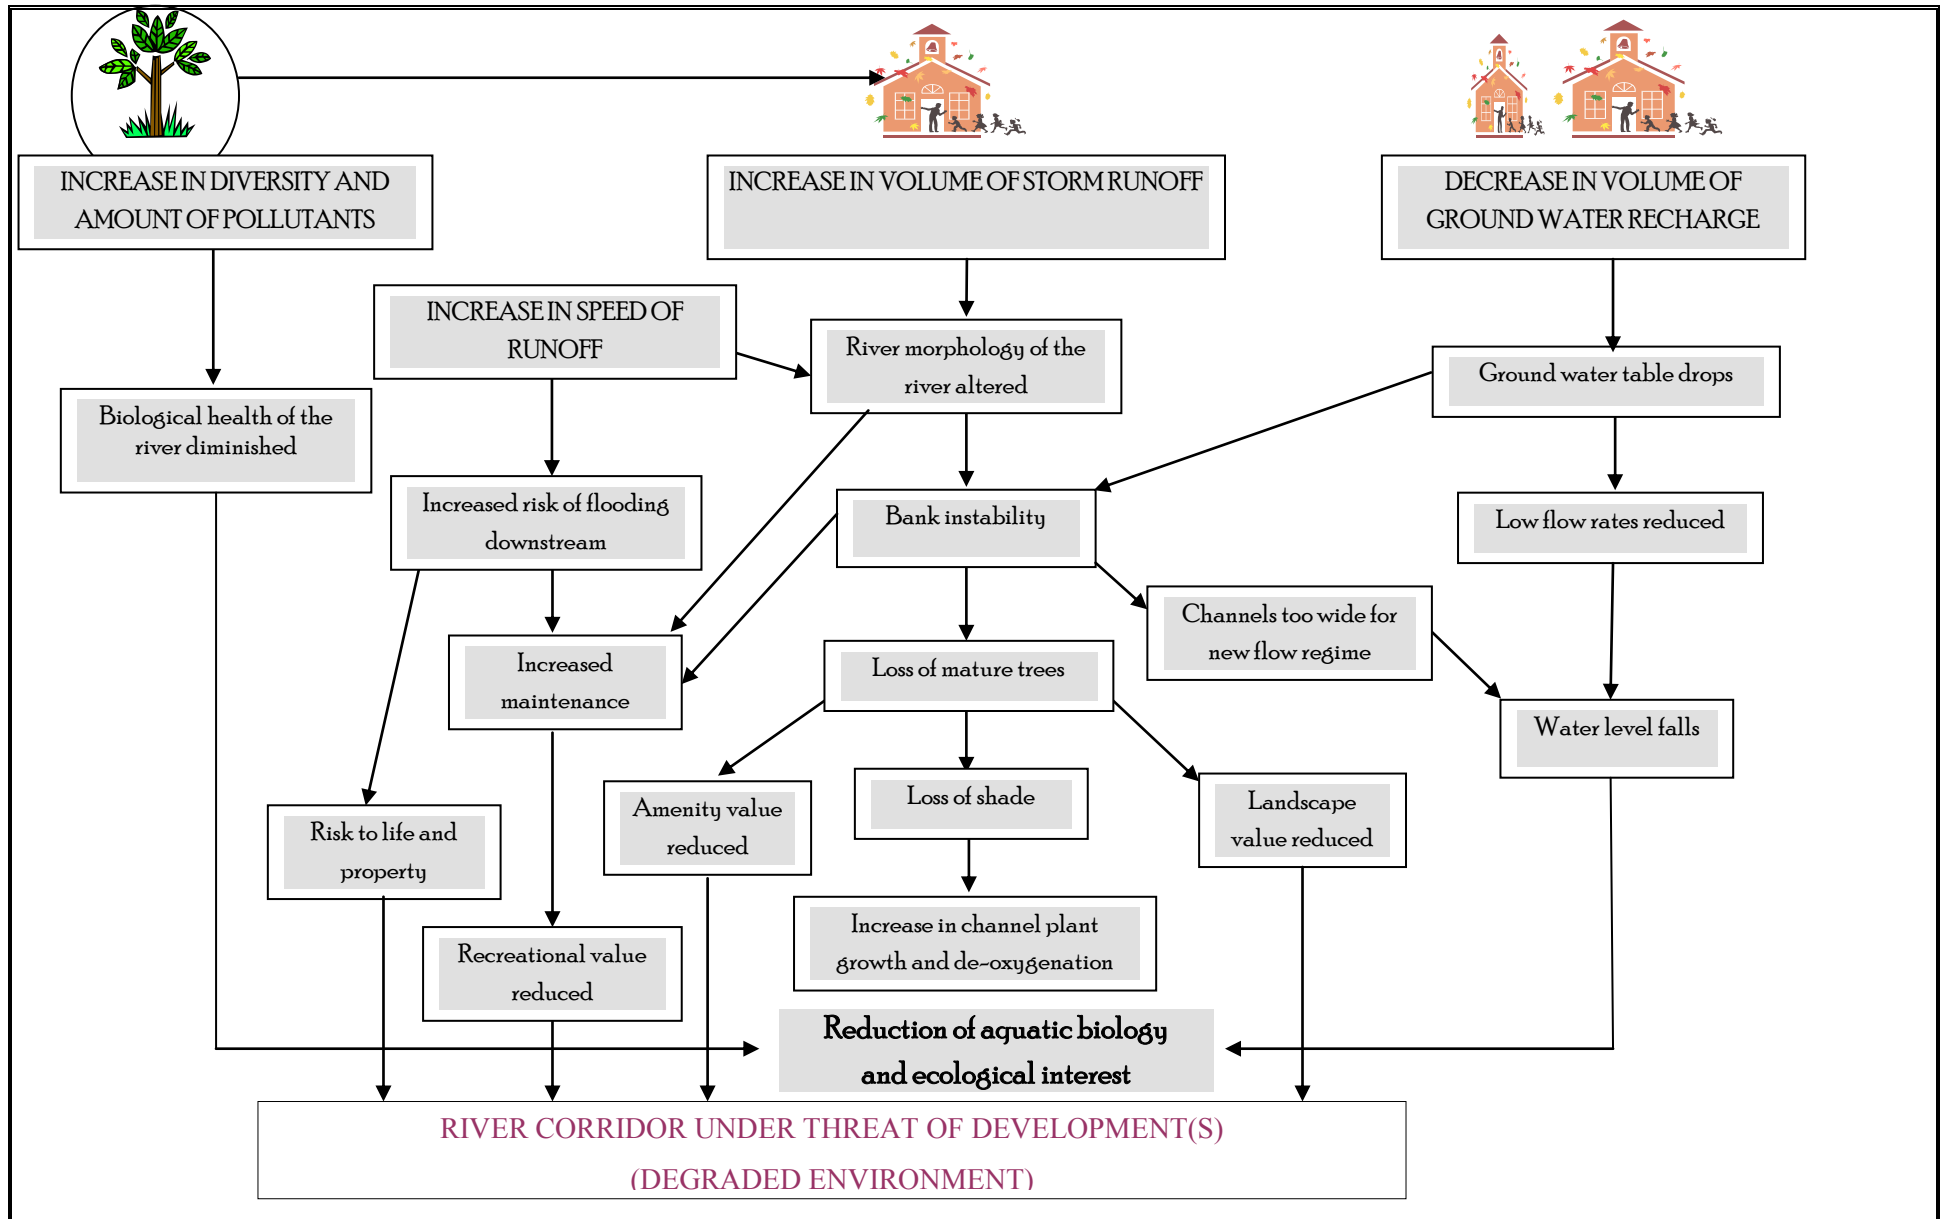 INCREASE IN DIVERSITY AND
AMOUNT OF POLLUTANTS
INCREASE IN VOLUME OF STORM RUNOFF
DECREASE IN VOLUME OF
GROUND WATER RECHARGE
INCREASE IN SPEED OF
RUNOFF
River morphology of the
river altered
Ground water table drops
Biological health of the
river diminished
Increased risk of flooding
downstream
Bank instability
Low flow rates reduced
Channels too wide for
new flow regime
Increased
maintenance
Loss of mature trees
Water level falls
Risk to life and
property
Amenity value
reduced
Loss of shade
Landscape
value reduced
Recreational value
reduced
Increase in channel plant
growth and de-oxygenation
Reduction of aquatic biology
and ecological interest
RIVER CORRIDOR UNDER THREAT OF DEVELOPMENT(S)
(DEGRADED ENVIRONMENT)